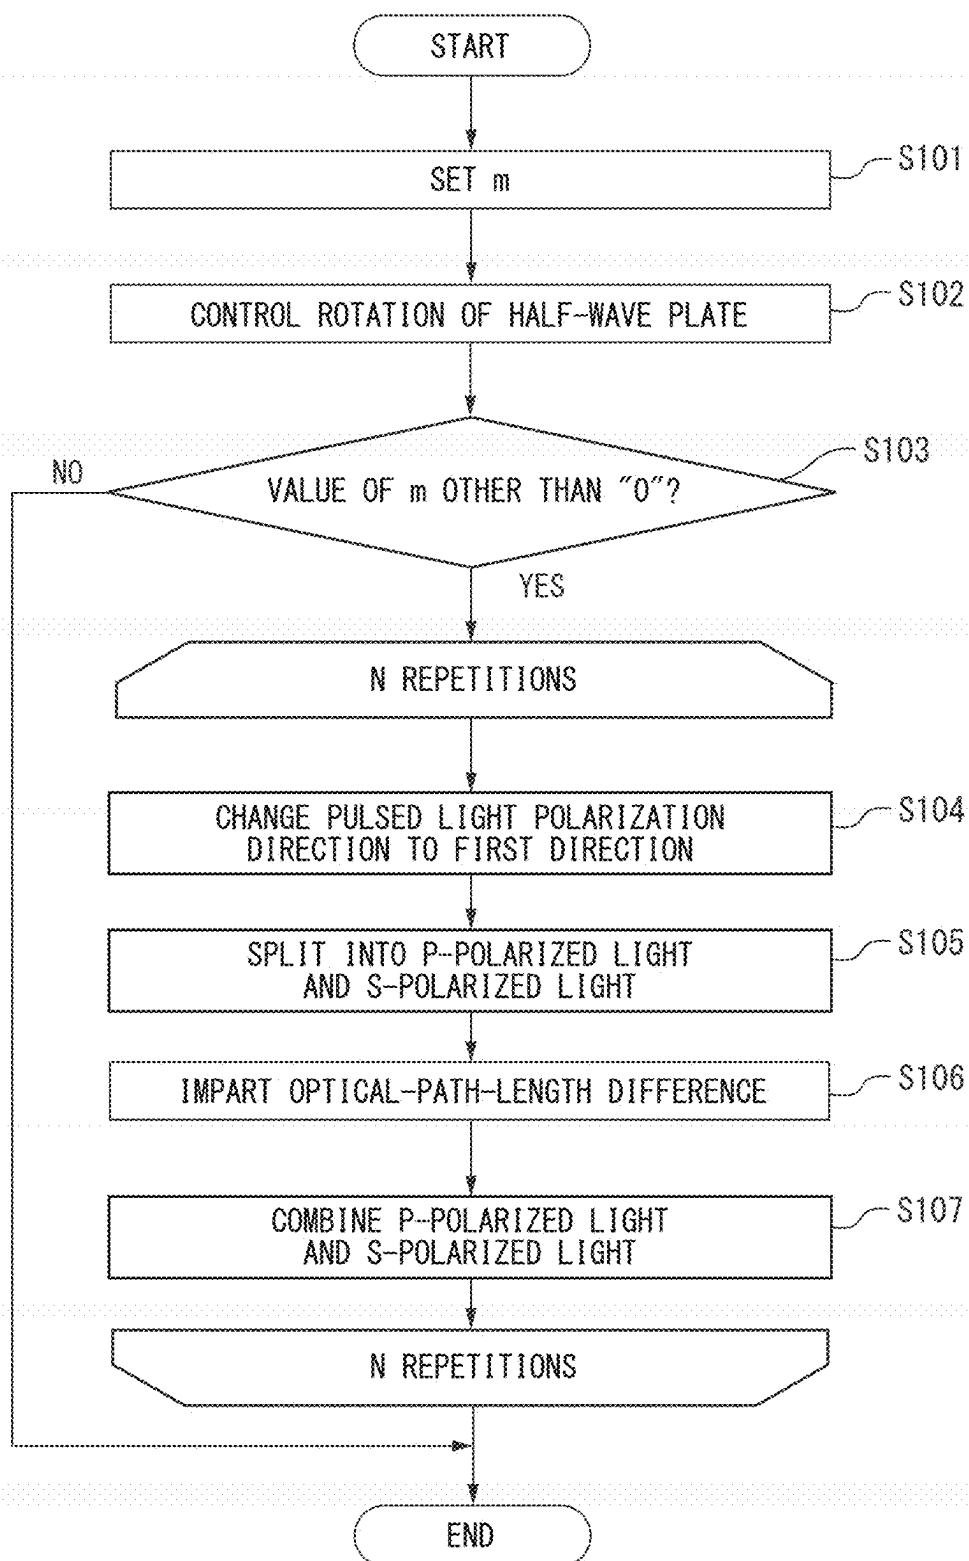 START
SET m
S101
CONTROL ROTATION OF HALF-WAVE PLATE
S102
VALUE OF m OTHER THAN "0"?
S103
NO
YES
N REPETITIONS
CHANGE PULSED LIGHT POLARIZATION
DIRECTION TO FIRST DIRECTION
S104
SPLIT INTO P-POLARIZED LIGHT
AND S-POLARIZED LIGHT
S105
IMPART OPTICAL-PATH-LENGTH DIFFERENCE
S106
COMBINE P-POLARIZED LIGHT
AND S-POLARIZED LIGHT
S107
N REPETITIONS
END